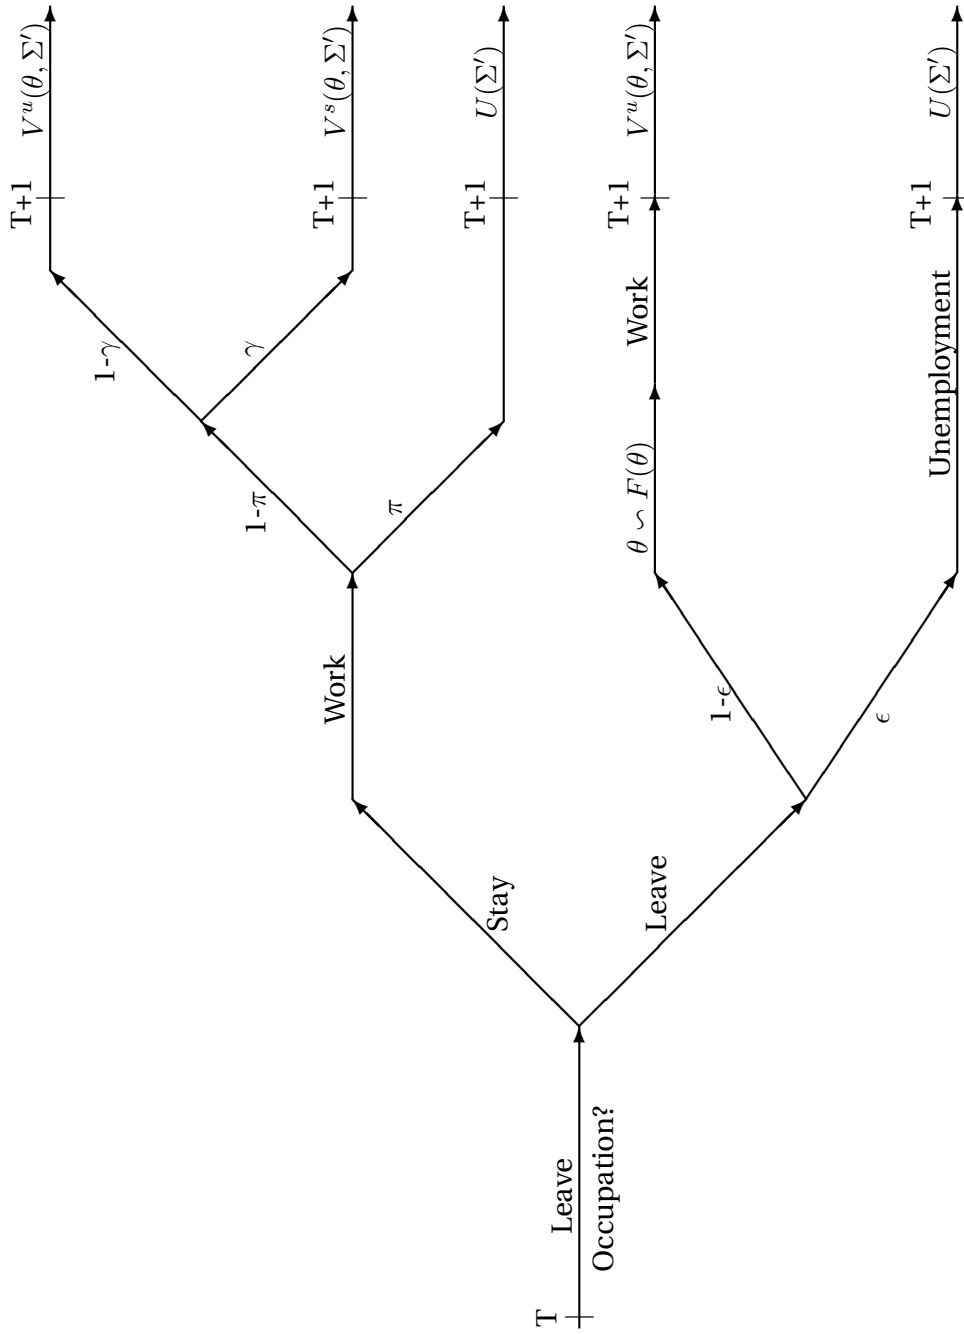 T
Leave
Occupation?
Stay
Work
1-π
π
1-γ
γ
T+1
V^u(θ, Σ′)
T+1
V^s(θ, Σ′)
T+1
U(Σ′)
Leave
1-ϵ
ϵ
θ ∽ F(θ)
Work
T+1
V^u(θ, Σ′)
Unemployment
T+1
U(Σ′)